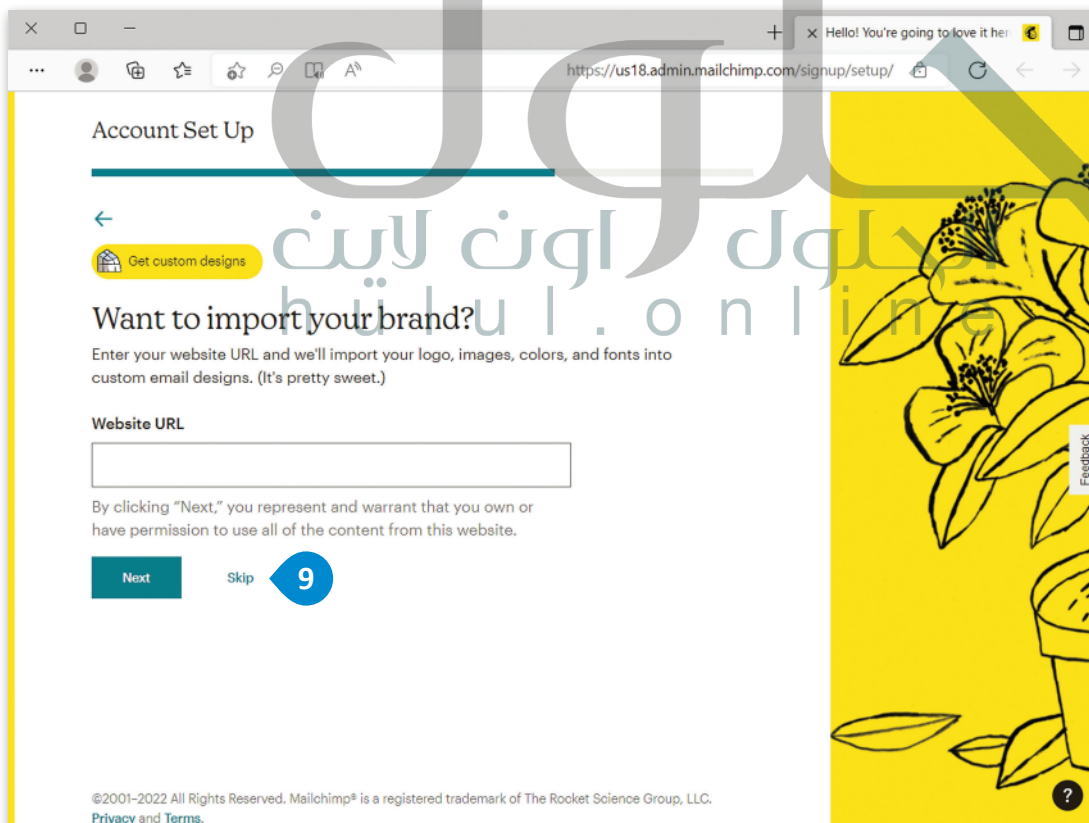 Hello! You're going to love it her
https://us18.admin.mailchimp.com/signup/setup/
حلول
الحلول اون لاين
hulul.online
Account Set Up
Get custom designs
Want to import your brand?
Enter your website URL and we'll import your logo, images, colors, and fonts into
custom email designs. (It's pretty sweet.)
Website URL
By clicking “Next,” you represent and warrant that you own or
have permission to use all of the content from this website.
Next
Skip
9
Feedback
?
©2001–2022 All Rights Reserved. Mailchimp® is a registered trademark of The Rocket Science Group, LLC.
Privacy and Terms.